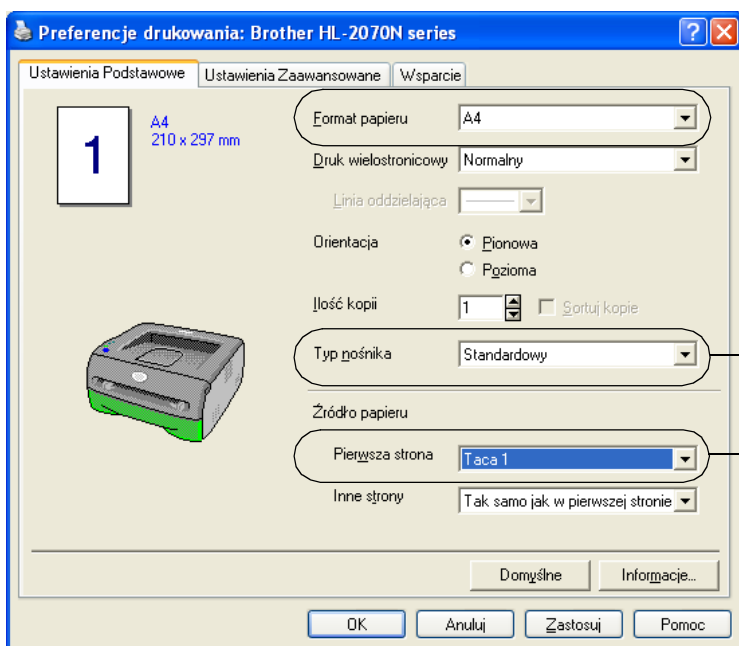 Preferencje drukowania: Brother HL-2070N series
Ustawienia Podstawowe Ustawienia Zaawansowane Wsparcie
1
A4
210 x 297 mm
Format papieru A4
Druk wielostronicowy Normalny
Linia oddzielająca
Orientacja Pionowa
Pozioma
Ilość kopii 1 Sortuj kopie
Typ nośnika Standardowy
Źródło papieru
Pierwsza strona Taca 1
Inne strony Tak samo jak w pierwszej stronie
Domyślne Informacje...
OK Anuluj Zastosuj Pomoc